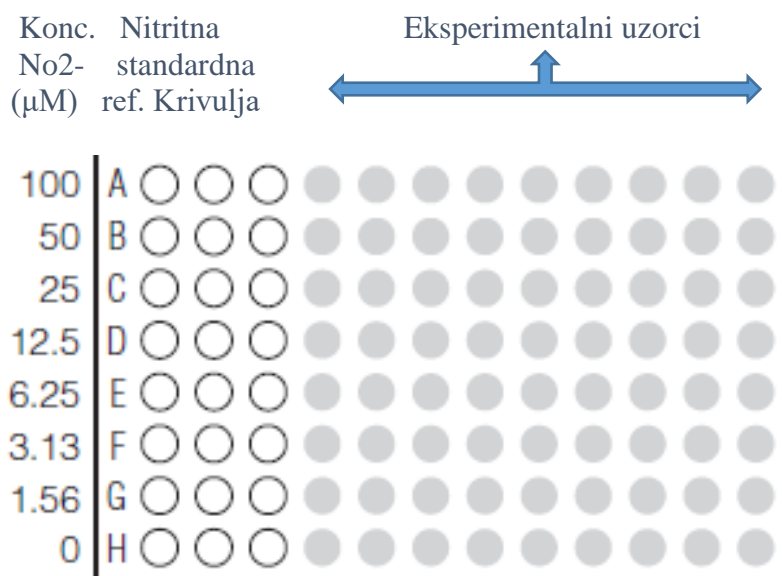 Konc. Nitritna Eksperimentalni uzorci
No2- standardna
(μM) ref. Krivulja
100 A
50 B
25 C
12.5 D
6.25 E
3.13 F
1.56 G
0 H